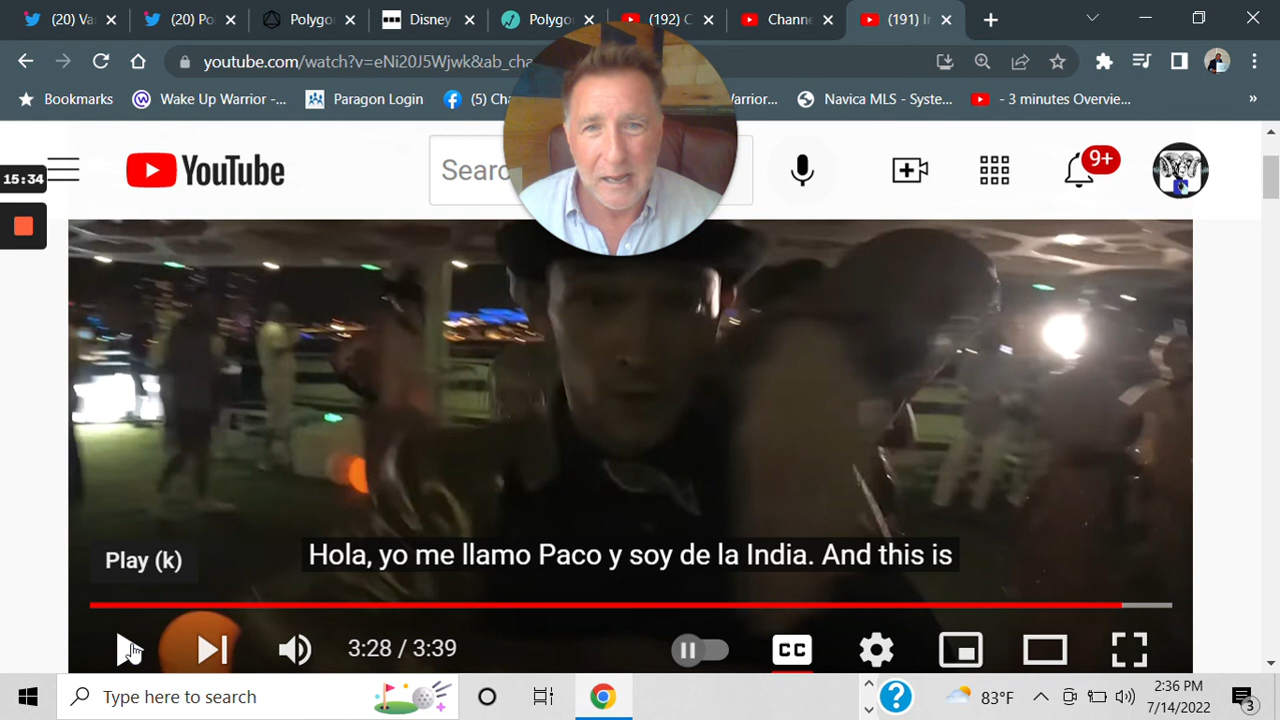 (20) Va
(20) Po
Polygo
Disney
Polygo
(192) C
Chann
(191) I
youtube.com/watch?v=eNi20J5Wjwk&ab_cha
Bookmarks
Wake Up Warrior -...
Paragon Login
(5) Cha
arrior...
Navica MLS - Syste...
- 3 minutes Overvie...
»
15:34
YouTube
Searc
9+
Hola, yo me llamo Paco y soy de la India. And this is
Play (k)
3:28 / 3:39
CC
Type here to search
83°F
2:36 PM
7/14/2022
3